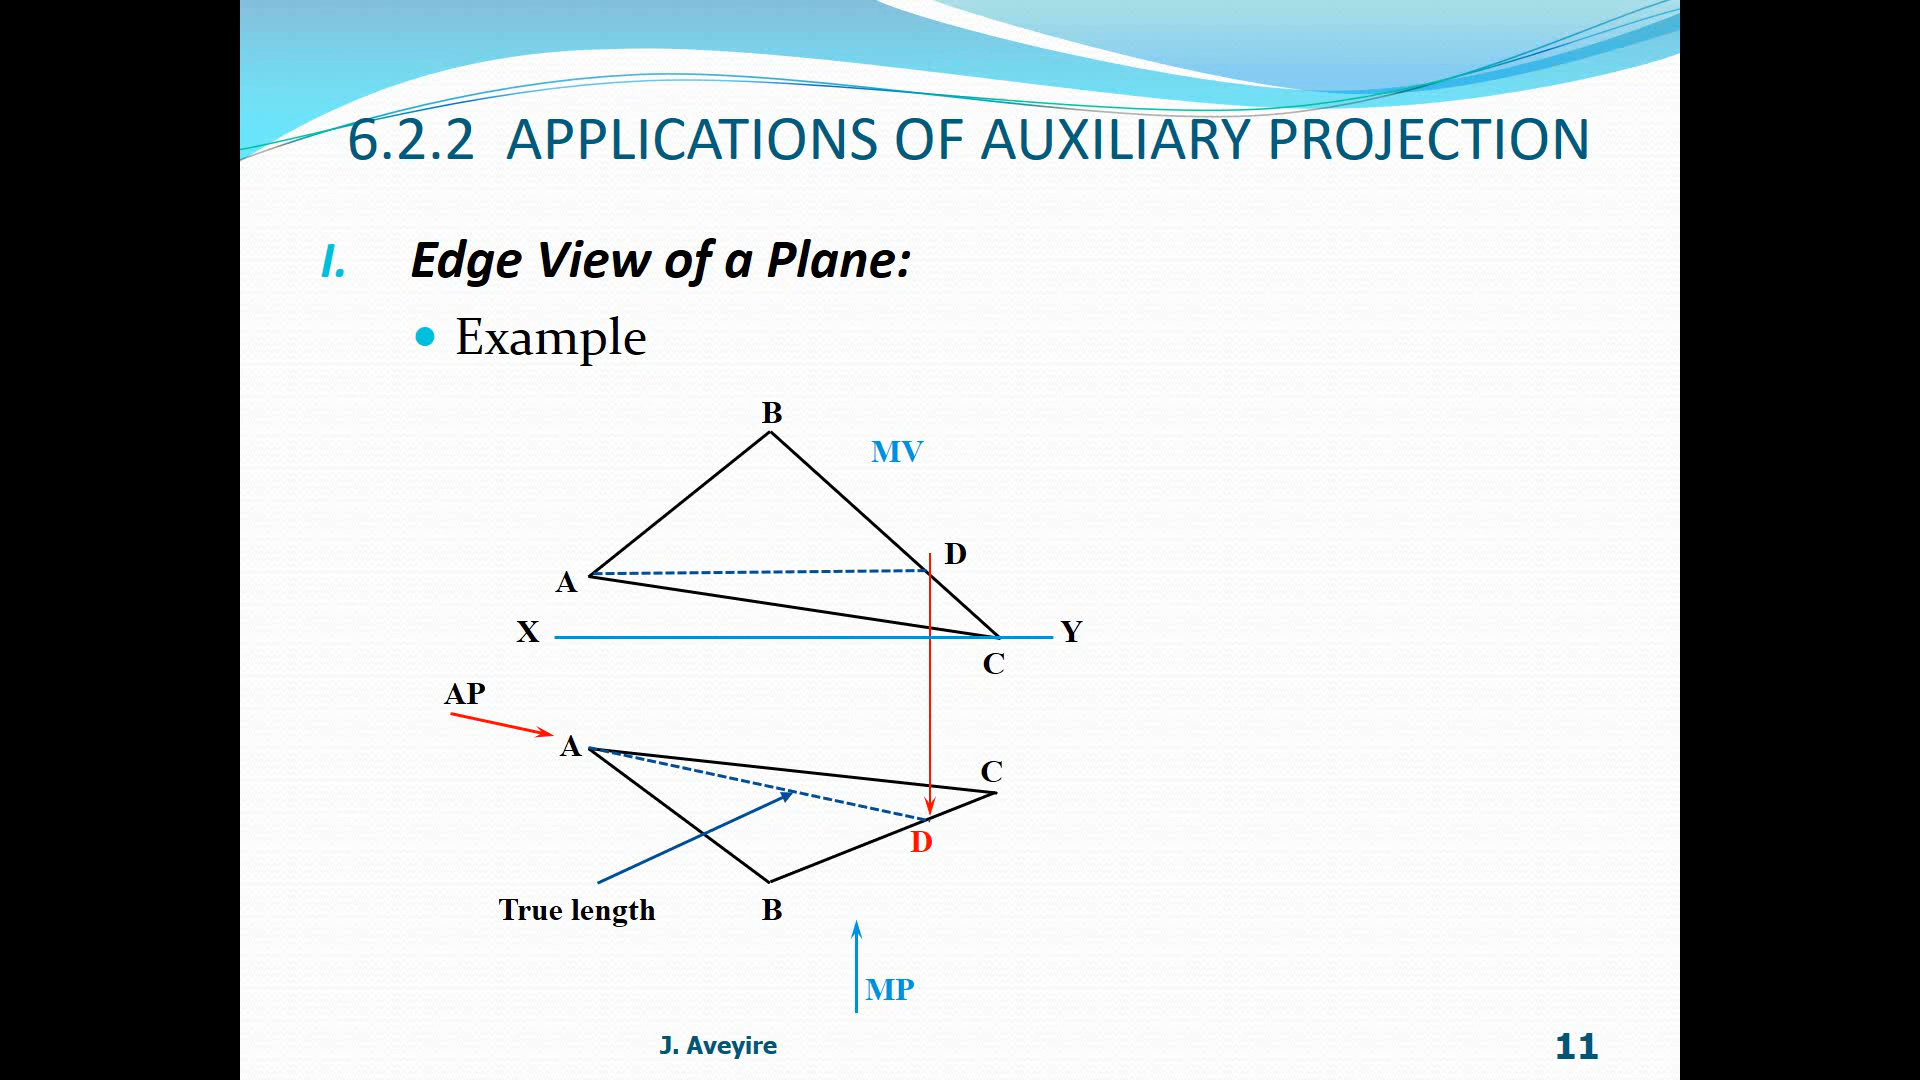 6.2.2 APPLICATIONS OF AUXILIARY PROJECTION
I. Edge View of a Plane:
• Example
B
MV
D
A
X
Y
C
AP
A
C
D
True length
B
MP
J. Aveyire
11